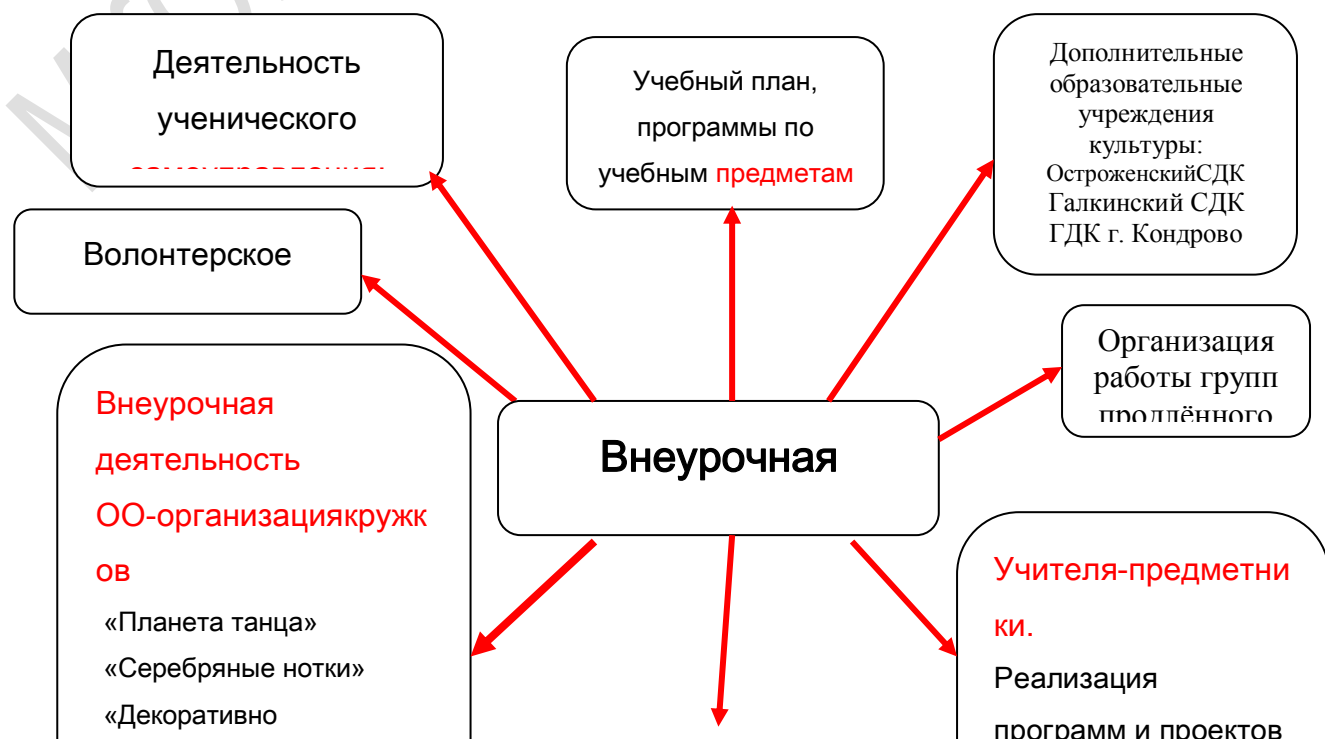 Деятельность
ученического
самоуправления:
Учебный план,
программы по
учебным предметам
Дополнительные
образовательные
учреждения
культуры:
ОстроженскийСДК
Галкинский СДК
ГДК г. Кондрово
Волонтерское
Организация
работы групп
продлённого
Внеурочная
Внеурочная
деятельность
ОО-организациякружк
ов
«Планета танца»
«Серебряные нотки»
«Декоративно
Учителя-предметни
ки.
Реализация
программ и проектов